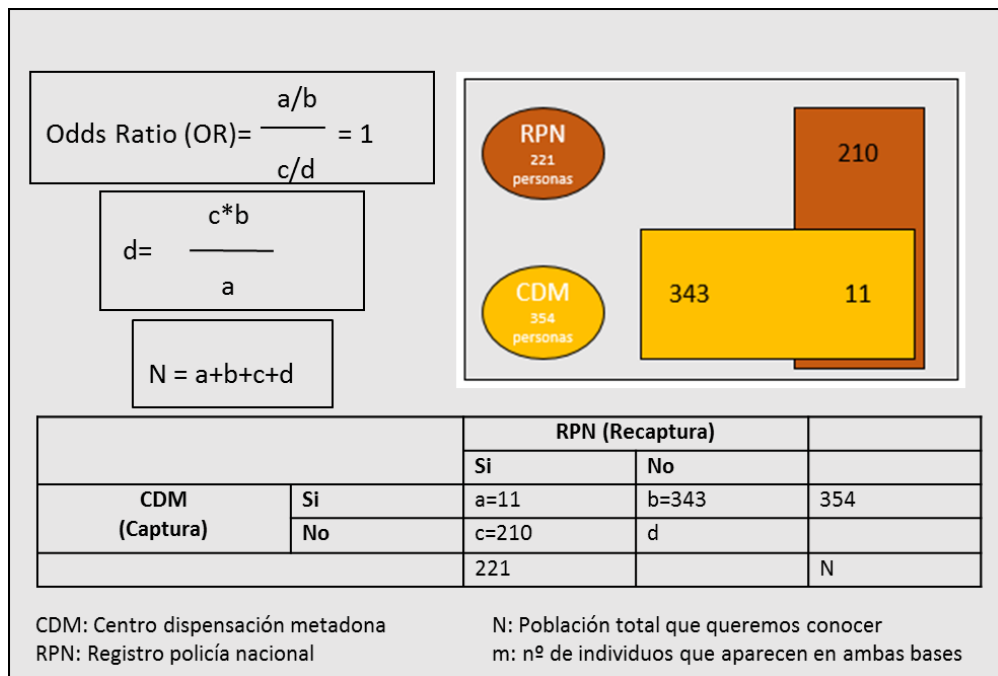 a/b
Odds Ratio (OR)= = 1
c/d
c*b
d=
a
N = a+b+c+d
RPN
221
personas
210
CDM
354
personas
343
11
RPN (Recaptura)
Si No
CDM (Captura) Si a=11 b=343 354
No c=210 d
221 N
CDM: Centro dispensación metadona
RPN: Registro policía nacional
N: Población total que queremos conocer
m: nº de individuos que aparecen en ambas bases